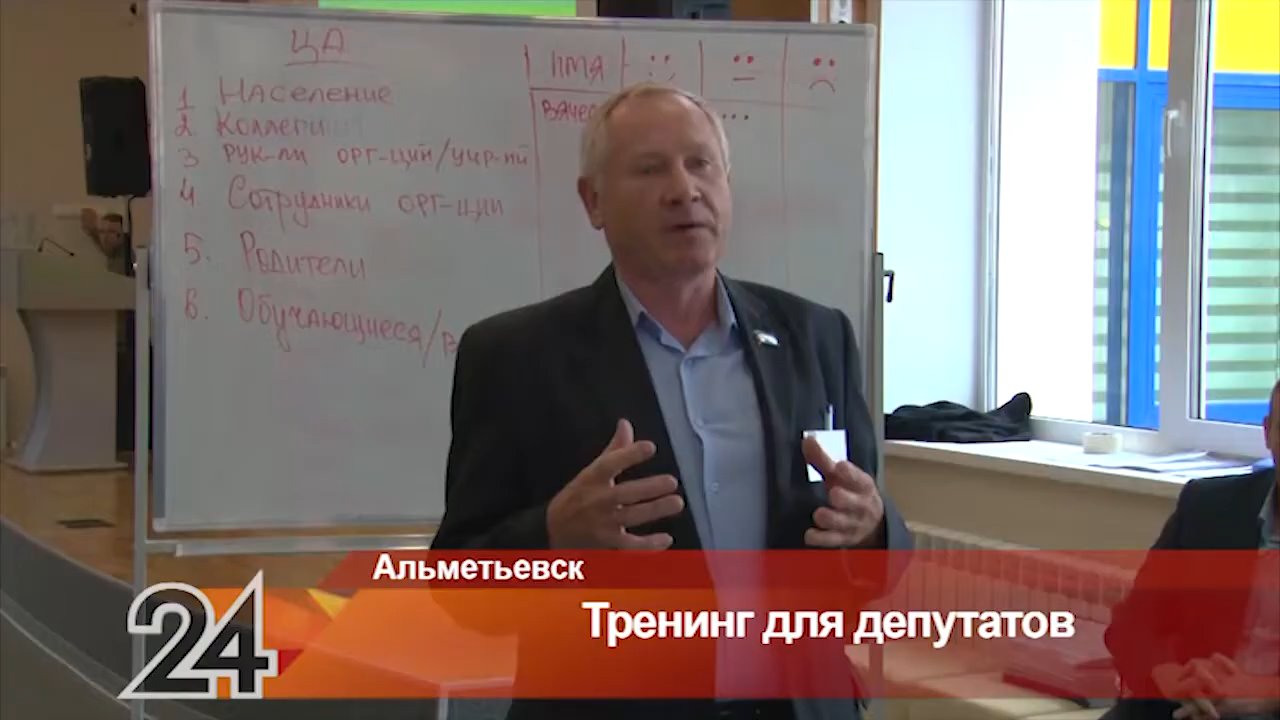 ЦА
1 Население
2. Коллеги
3 рук-ли орг-ций/учр-ий
4. Сотрудники орг-ции
5. Родители
6. Обучающиеся/в
имя
Вячес
Альметьевск
Тренинг для депутатов
24